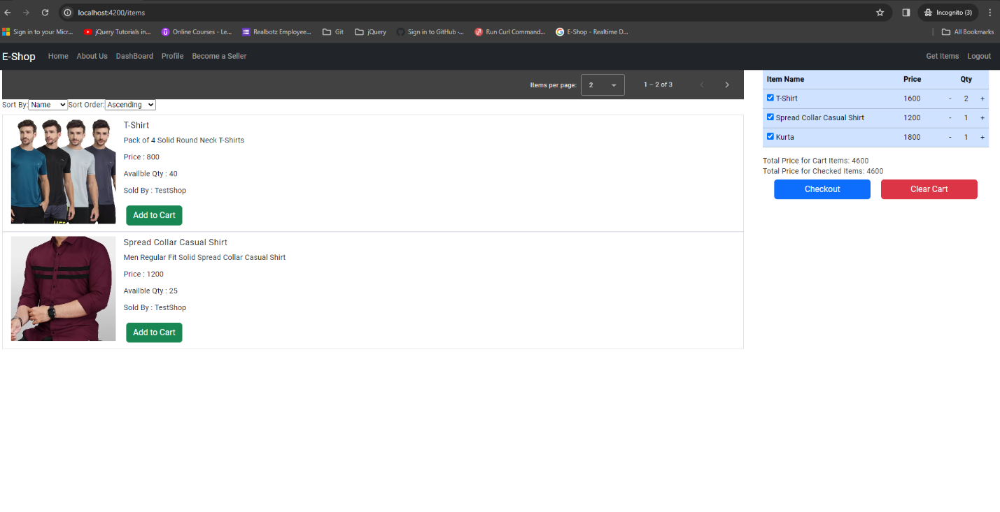 localhost:4200/items
Incognito (3)
Sign in to your Micr...
jQuery Tutorials in...
Online Courses - Le...
Realbotz Employee...
Git
jQuery
Sign in to GitHub ·...
Run Curl Command...
E-Shop - Realtime D...
All Bookmarks
E-Shop Home About Us DashBoard Profile Become a Seller Get Items Logout
Items per page: 2 1 – 2 of 3
Sort By: Name Sort Order: Ascending
T-Shirt
Pack of 4 Solid Round Neck T-Shirts
Price : 800
Availble Qty : 40
Sold By : TestShop
Add to Cart
Spread Collar Casual Shirt
Men Regular Fit Solid Spread Collar Casual Shirt
Price : 1200
Availble Qty : 25
Sold By : TestShop
Add to Cart
Item Name Price Qty
T-Shirt 1600 - 2 +
Spread Collar Casual Shirt 1200 - 1 +
Kurta 1800 - 1 +
Total Price for Cart Items: 4600
Total Price for Checked Items: 4600
Checkout Clear Cart